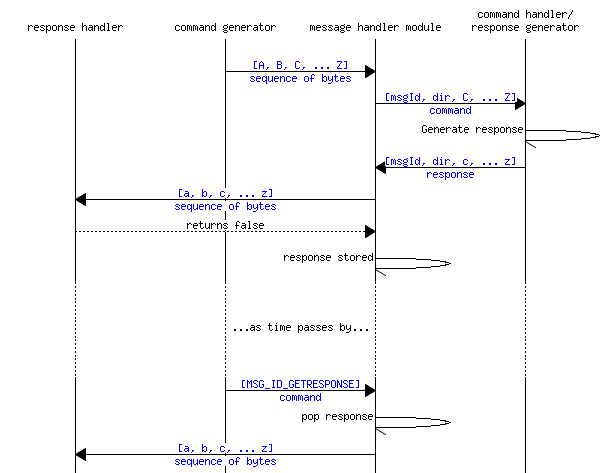 response handler
command generator
message handler module
command handler/
response generator
[A, B, C, ... Z]
sequence of bytes
[msgId, dir, C, ... Z]
command
Generate response
[msgId, dir, c, ... z]
response
[a, b, c, ... z]
sequence of bytes
returns false
response stored
...as time passes by...
[MSG_ID_GETRESPONSE]
command
pop response
[a, b, c, ... z]
sequence of bytes